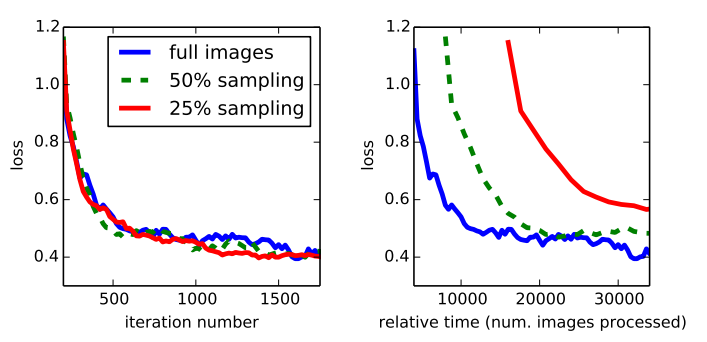 1.2
1.0
0.8
0.6
0.4
loss
500
1000
1500
iteration number
full images
50% sampling
25% sampling
1.2
1.0
0.8
0.6
0.4
loss
10000
20000
30000
relative time (num. images processed)